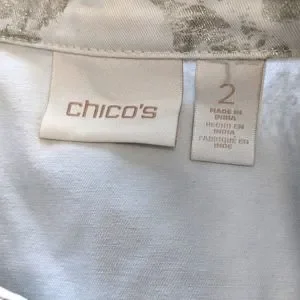 chico's
2
MADE IN
INDIA
HECHO EN
INDIA
FABRIQUÉ EN
INDE